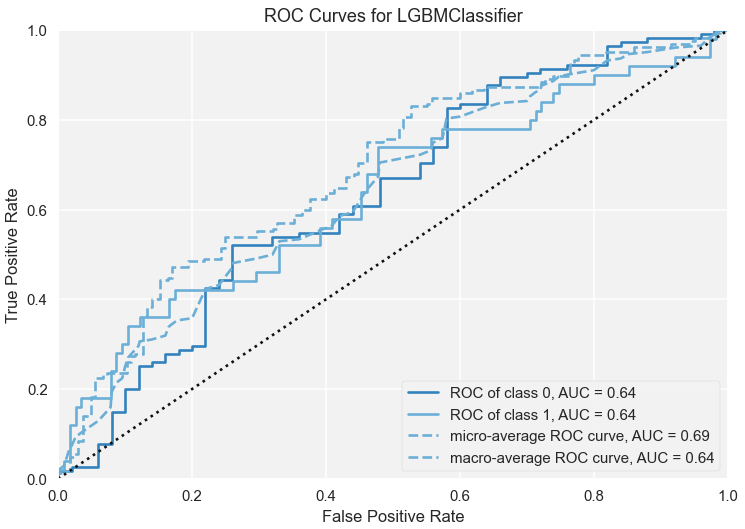 ROC Curves for LGBMClassifier
True Positive Rate
1.0
0.8
0.6
0.4
0.2
0.0
ROC of class 0, AUC = 0.64
ROC of class 1, AUC = 0.64
micro-average ROC curve, AUC = 0.69
macro-average ROC curve, AUC = 0.64
0.0 0.2 0.4 0.6 0.8 1.0
False Positive Rate